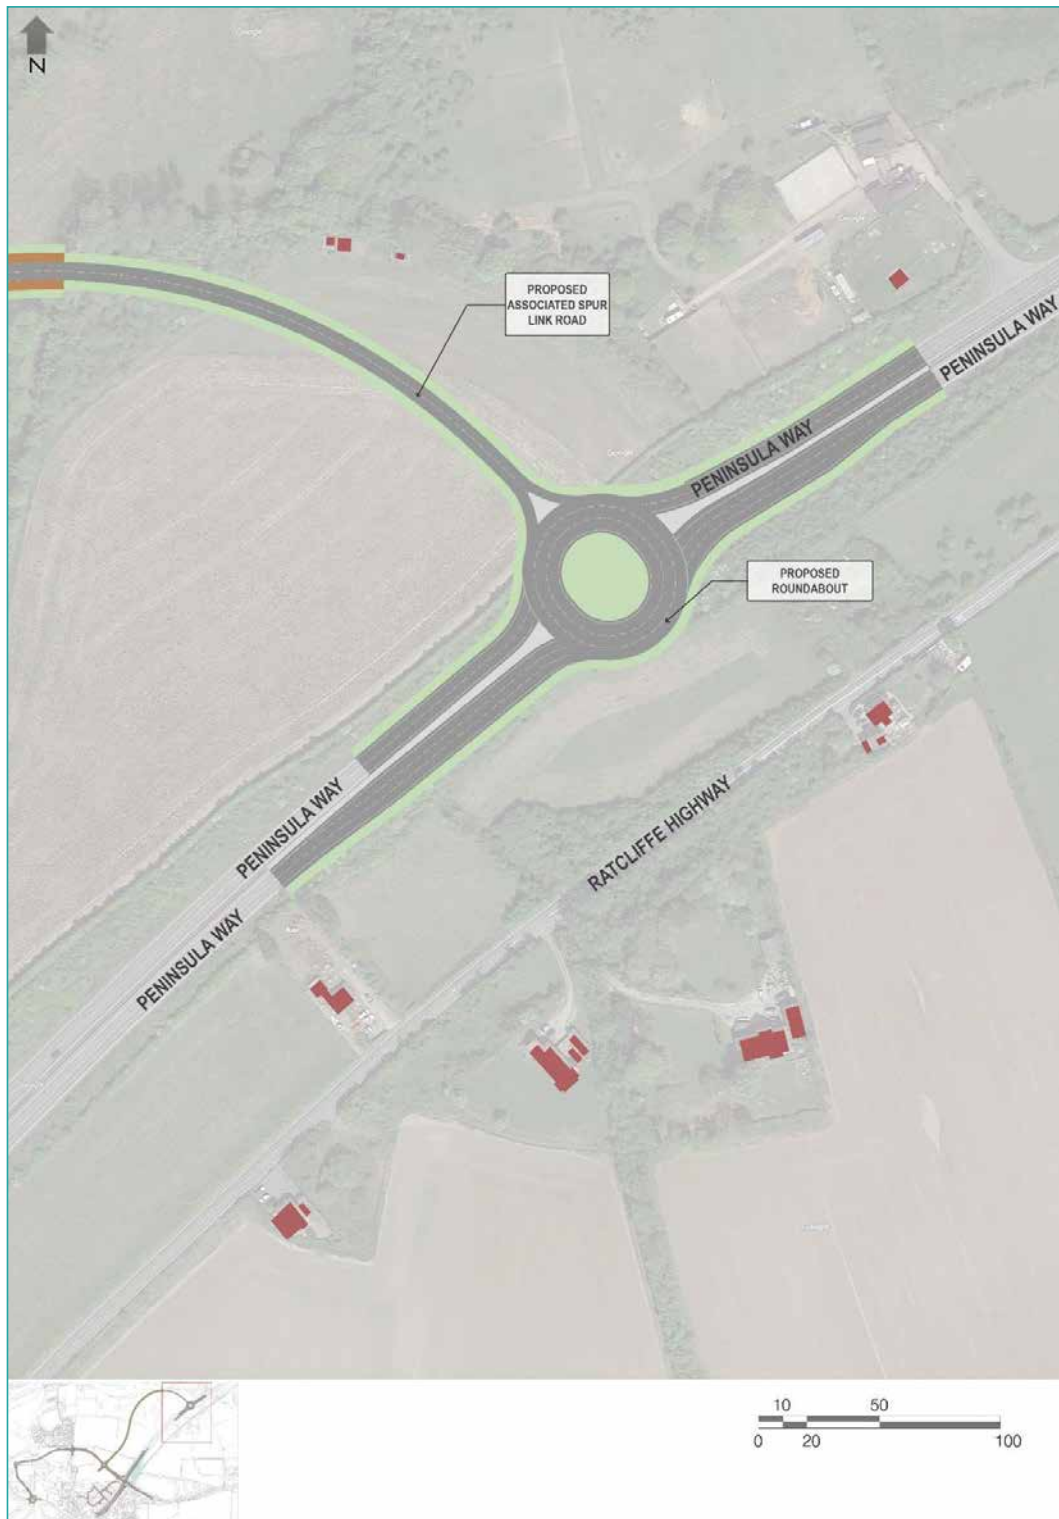 N
Google
PROPOSED
ASSOCIATED SPUR
LINK ROAD
PENINSULA WAY
PENINSULA WAY
PROPOSED
ROUNDABOUT
RATCLIFFE HIGHWAY
PENINSULA WAY
PENINSULA WAY
10 50
0 20 100